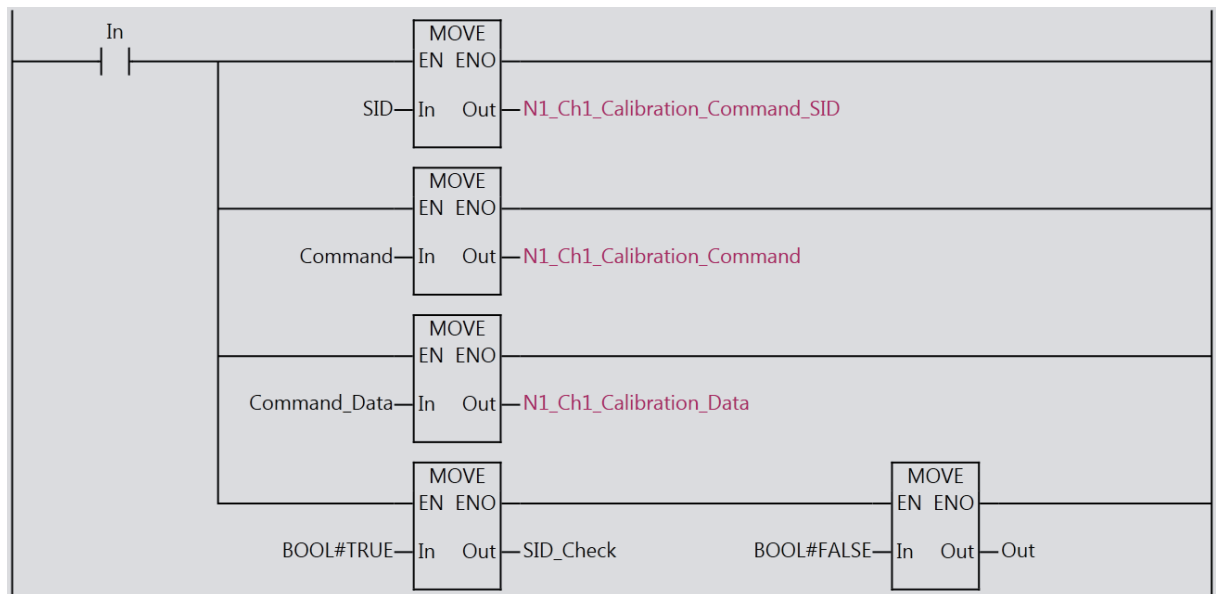 In
MOVE
EN ENO
SID In Out N1_Ch1_Calibration_Command_SID
MOVE
EN ENO
Command In Out N1_Ch1_Calibration_Command
MOVE
EN ENO
Command_Data In Out N1_Ch1_Calibration_Data
MOVE MOVE
EN ENO EN ENO
BOOL#TRUE In Out SID_Check BOOL#FALSE In Out Out